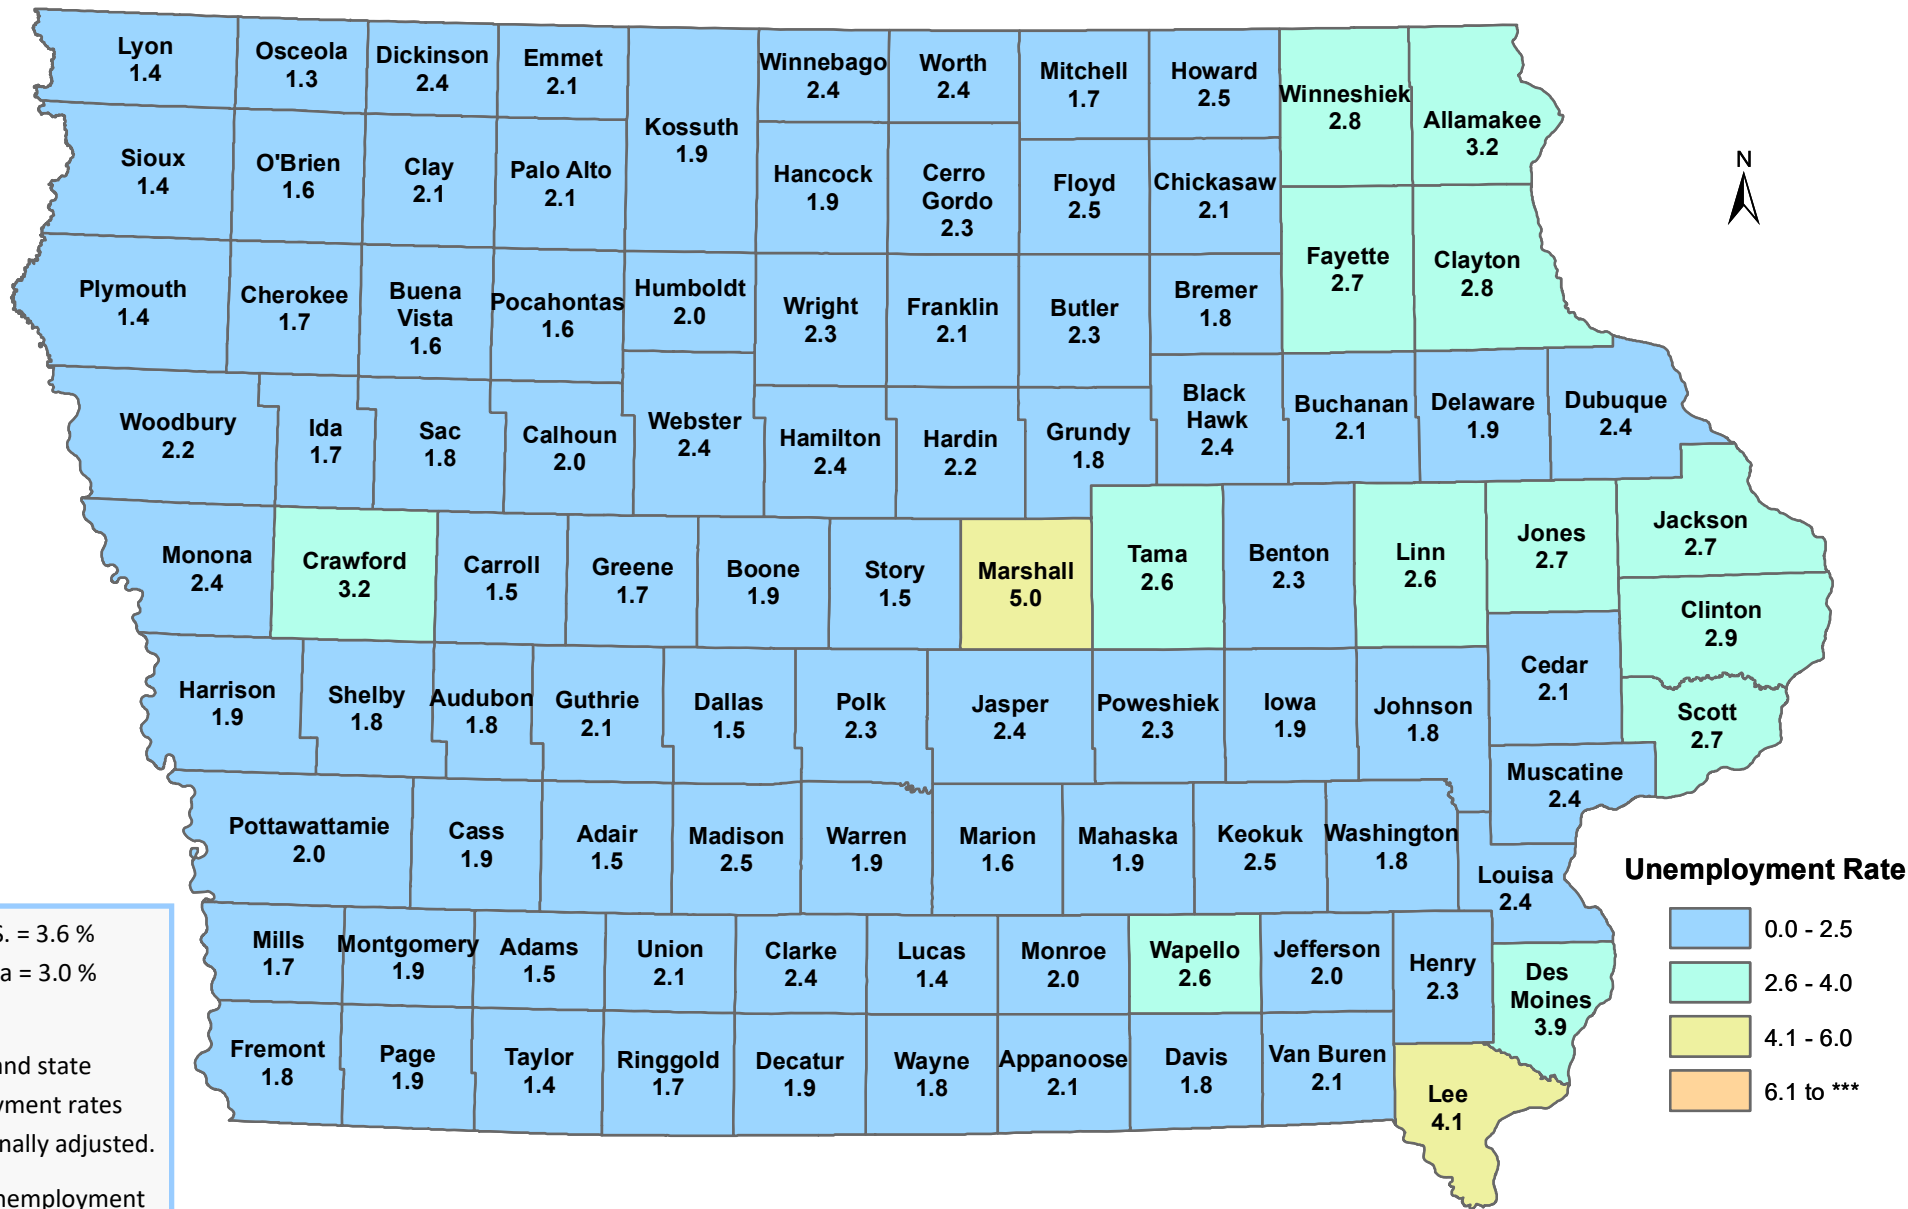 Lyon
1.4
Osceola
1.3
Dickinson
2.4
Emmet
2.1
Kossuth
1.9
Winnebago
2.4
Worth
2.4
Mitchell
1.7
Howard
2.5
Winneshiek
2.8
Allamakee
3.2
Sioux
1.4
O'Brien
1.6
Clay
2.1
Palo Alto
2.1
Hancock
1.9
Cerro
Gordo
2.3
Floyd
2.5
Chickasaw
2.1
N
Plymouth
1.4
Cherokee
1.7
Buena
Vista
1.6
Pocahontas
1.6
Humboldt
2.0
Wright
2.3
Franklin
2.1
Butler
2.3
Bremer
1.8
Fayette
2.7
Clayton
2.8
Woodbury
2.2
Ida
1.7
Sac
1.8
Calhoun
2.0
Webster
2.4
Hamilton
2.4
Hardin
2.2
Grundy
1.8
Black
Hawk
2.4
Buchanan
2.1
Delaware
1.9
Dubuque
2.4
Monona
2.4
Crawford
3.2
Carroll
1.5
Greene
1.7
Boone
1.9
Story
1.5
Marshall
5.0
Tama
2.6
Benton
2.3
Linn
2.6
Jones
2.7
Jackson
2.7
Clinton
2.9
Harrison
1.9
Shelby
1.8
Audubon
1.8
Guthrie
2.1
Dallas
1.5
Polk
2.3
Jasper
2.4
Poweshiek
2.3
Iowa
1.9
Johnson
1.8
Cedar
2.1
Scott
2.7
Muscatine
2.4
Pottawattamie
2.0
Cass
1.9
Adair
1.5
Madison
2.5
Warren
1.9
Marion
1.6
Mahaska
1.9
Keokuk
2.5
Washington
1.8
Louisa
2.4
Mills
1.7
Montgomery
1.9
Adams
1.5
Union
2.1
Clarke
2.4
Lucas
1.4
Monroe
2.0
Wapello
2.6
Jefferson
2.0
Henry
2.3
Des
Moines
3.9
Fremont
1.8
Page
1.9
Taylor
1.4
Ringgold
1.7
Decatur
1.9
Wayne
1.8
Appanoose
2.1
Davis
1.8
Van Buren
2.1
Lee
4.1
Unemployment Rate
0.0 - 2.5
2.6 - 4.0
4.1 - 6.0
6.1 to ***
S. = 3.6 %
a = 3.0 %
and state
yment rates
nally adjusted.
nemployment